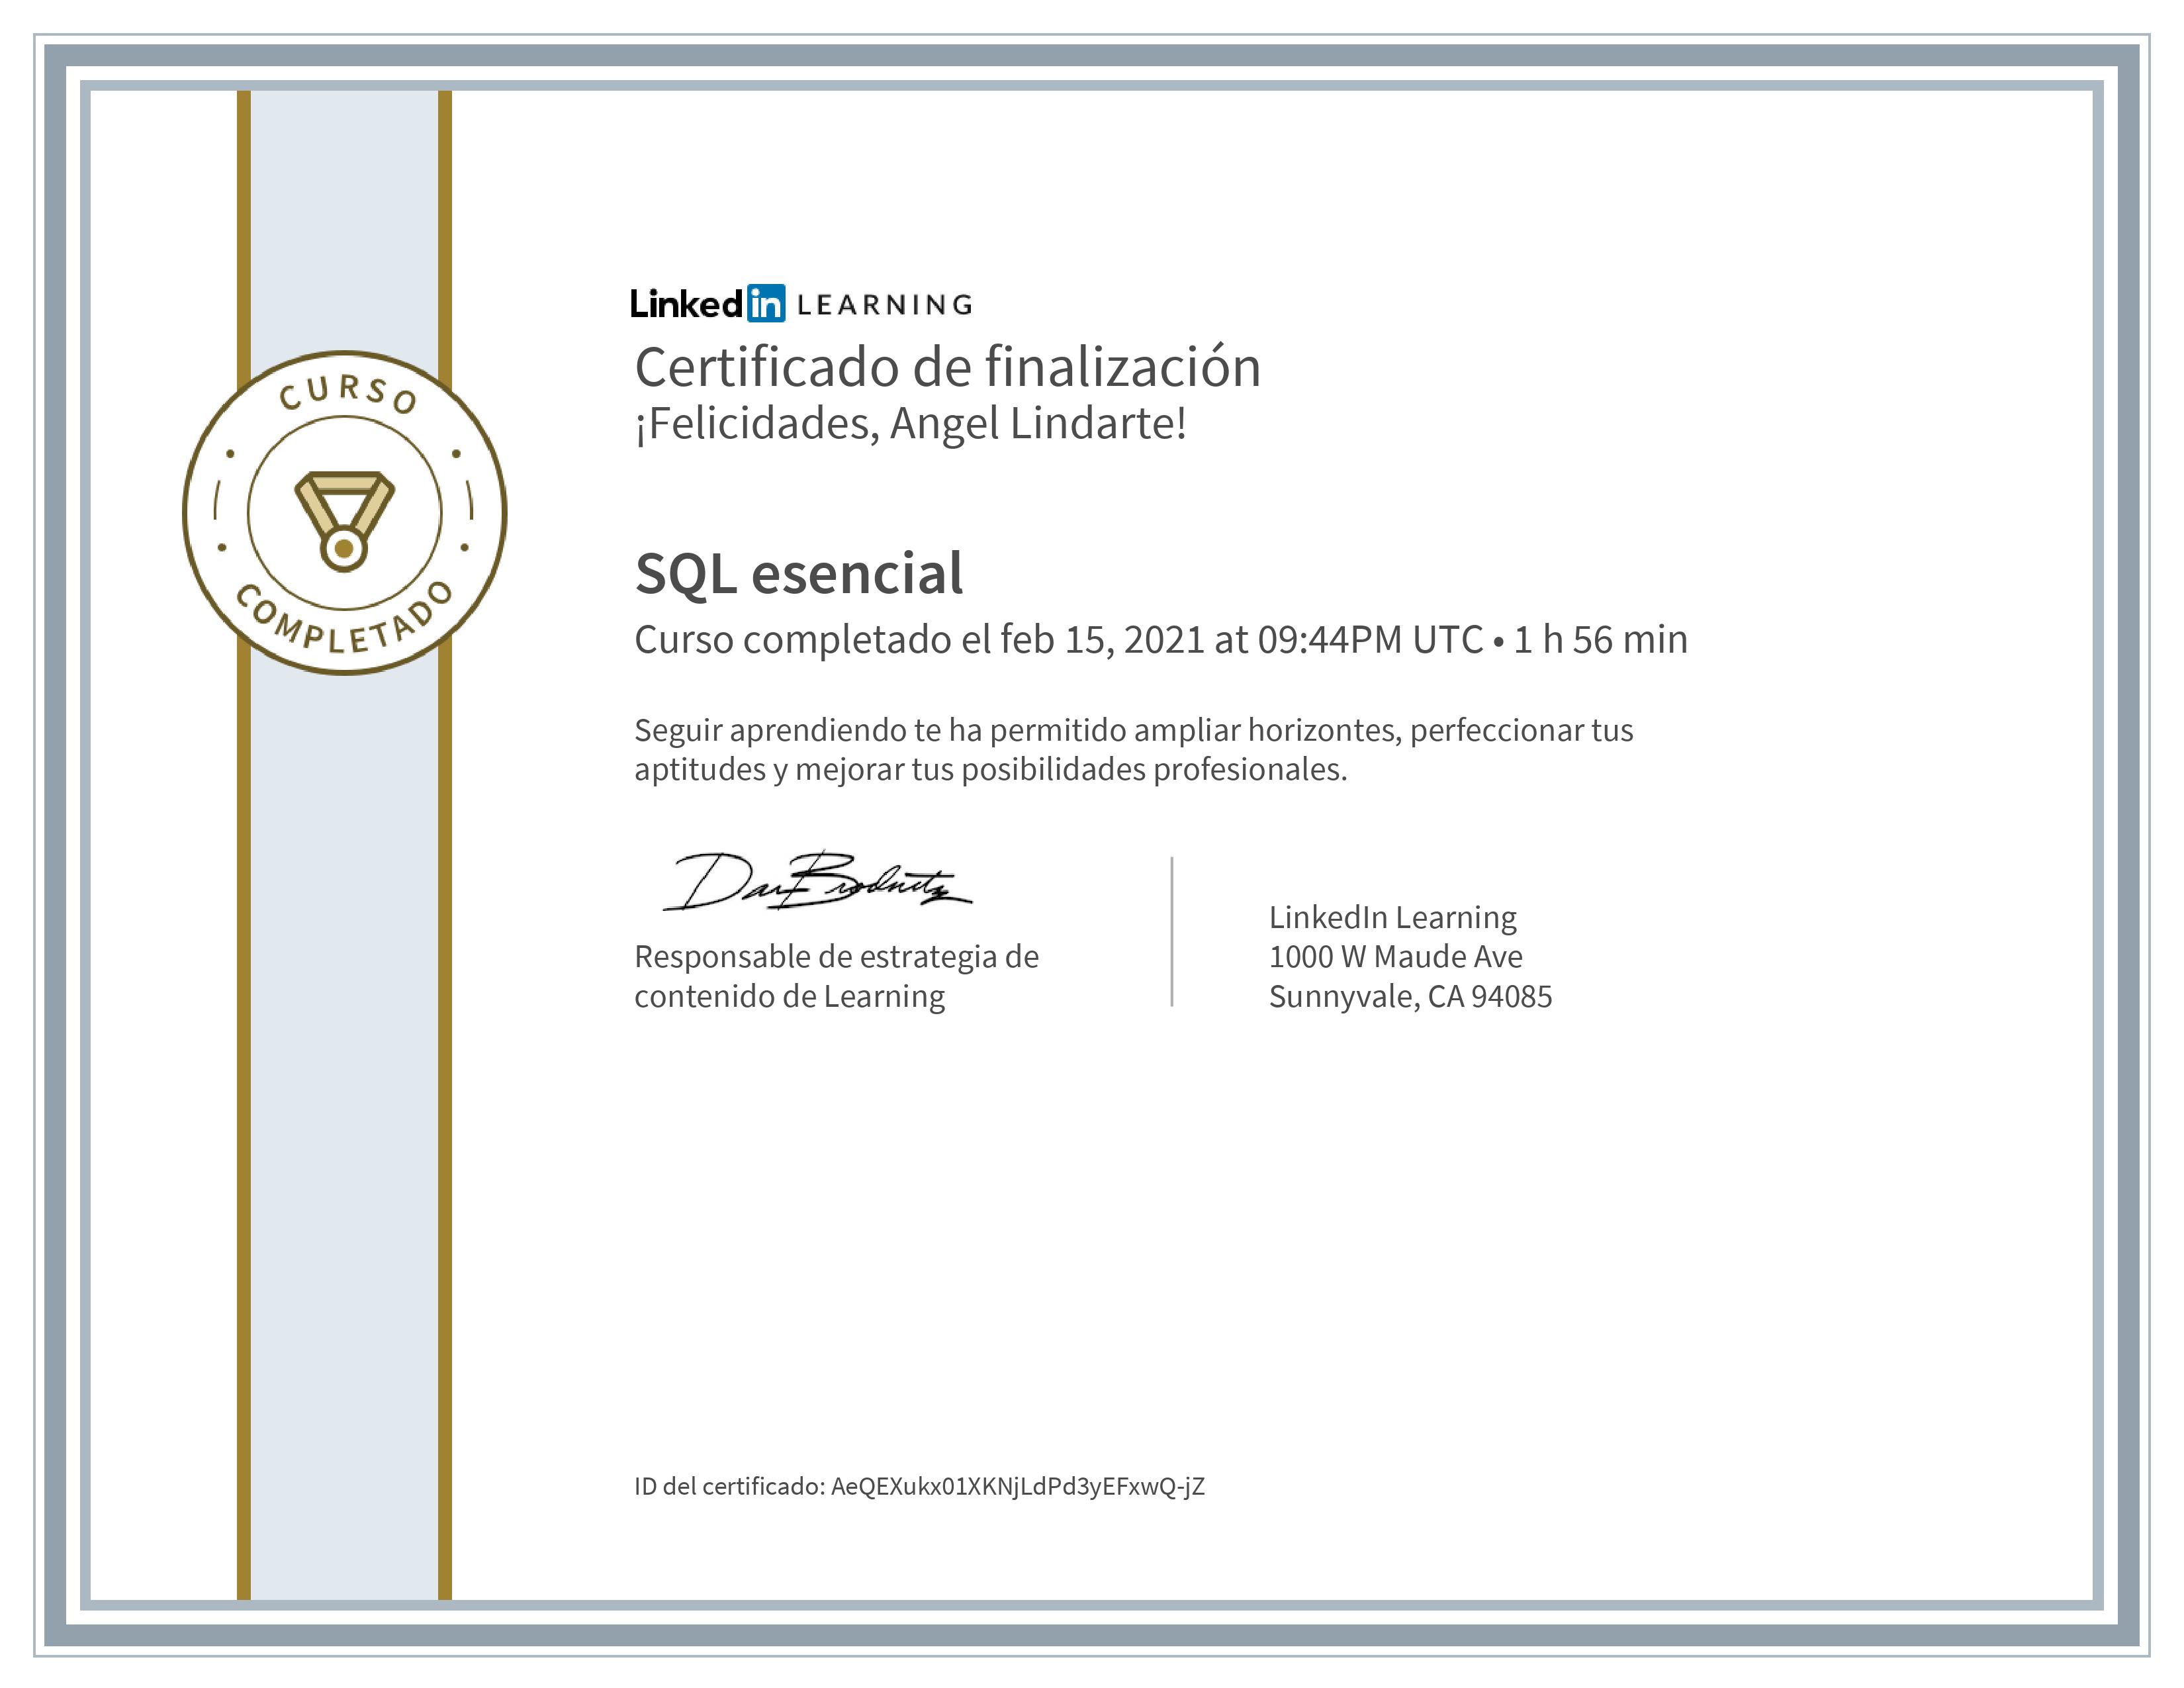 CURSO
COMPLETADO
Linked in LEARNING
Certificado de finalización
¡Felicidades, Angel Lindarte!
SQL esencial
Curso completado el feb 15, 2021 at 09:44PM UTC • 1 h 56 min
Seguir aprendiendo te ha permitido ampliar horizontes, perfeccionar tus
aptitudes y mejorar tus posibilidades profesionales.
Responsable de estrategia de
contenido de Learning
LinkedIn Learning
1000 W Maude Ave
Sunnyvale, CA 94085
ID del certificado: AeQEXukx01XKNjLdPd3yEFxwQ-jZ